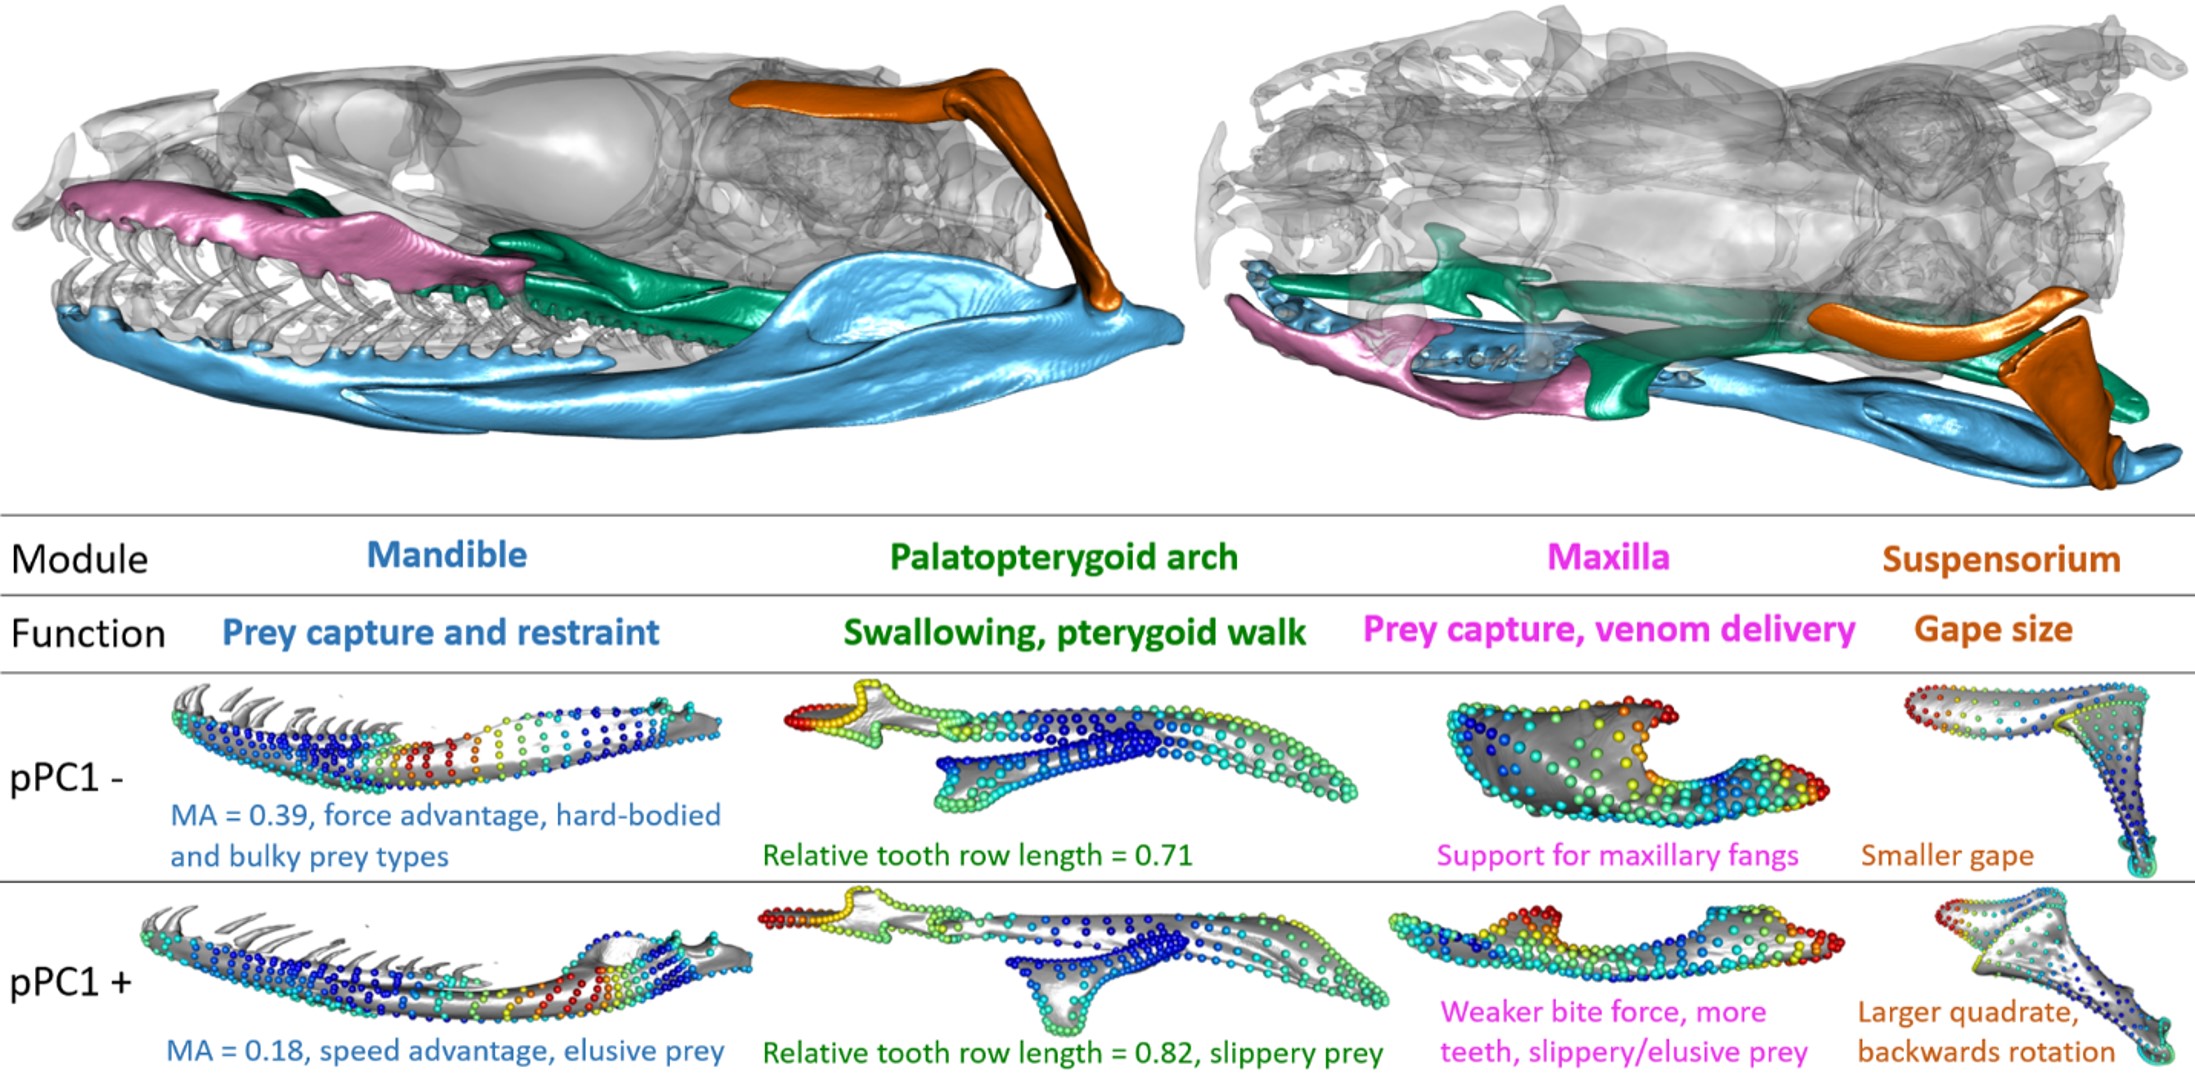 Module Mandible Palatopterygoid arch Maxilla Suspensorium
Function Prey capture and restraint Swallowing, pterygoid walk Prey capture, venom delivery Gape size
pPC1 -
MA = 0.39, force advantage, hard-bodied
and bulky prey types
Relative tooth row length = 0.71
Support for maxillary fangs
Smaller gape
pPC1 +
MA = 0.18, speed advantage, elusive prey
Relative tooth row length = 0.82, slippery prey
Weaker bite force, more
teeth, slippery/elusive prey
Larger quadrate,
backwards rotation